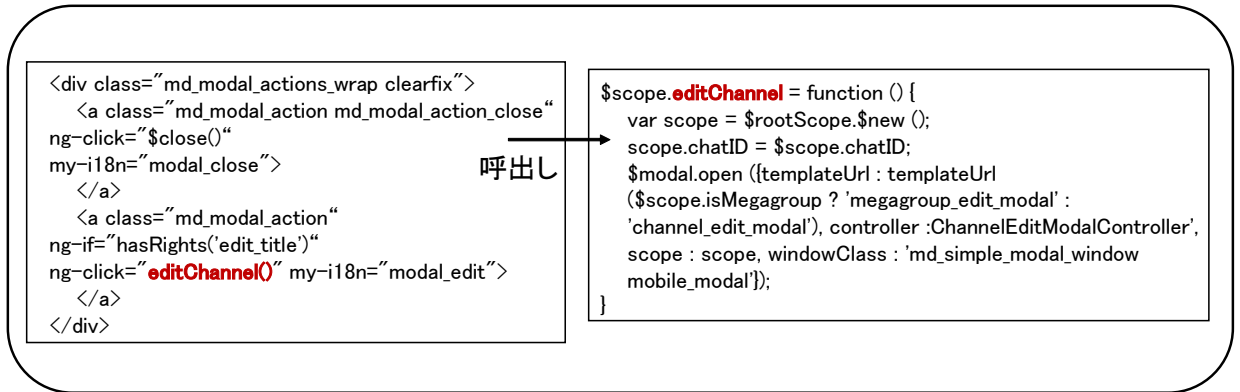 <div class="md_modal_actions_wrap clearfix">
<a class="md_modal_action md_modal_action_close“
ng-click="$close()“
my-i18n="modal_close">
</a>
<a class="md_modal_action“
ng-if="hasRights('edit_title')“
ng-click="editChannel()" my-i18n="modal_edit">
</a>
</div>
呼出し
$scope.editChannel = function () {
var scope = $rootScope.$new ();
scope.chatID = $scope.chatID;
$modal.open ({templateUrl : templateUrl
($scope.isMegagroup ? 'megagroup_edit_modal' :
'channel_edit_modal'), controller :ChannelEditModalController',
scope : scope, windowClass : 'md_simple_modal_window
mobile_modal'});
}